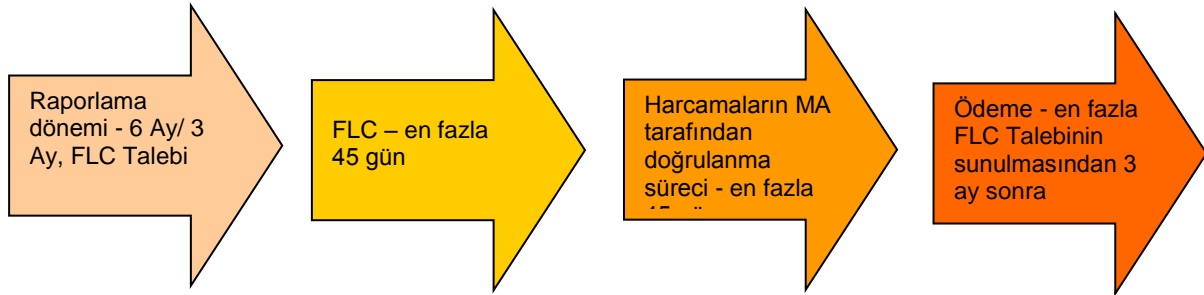 Raporlama
dönemi - 6 Ay/ 3
Ay, FLC Talebi
FLC – en fazla
45 gün
Harcamaların MA
tarafından
doğrulanma
süreci - en fazla
Ödeme - en fazla
FLC Talebinin
sunulmasından 3
ay sonra